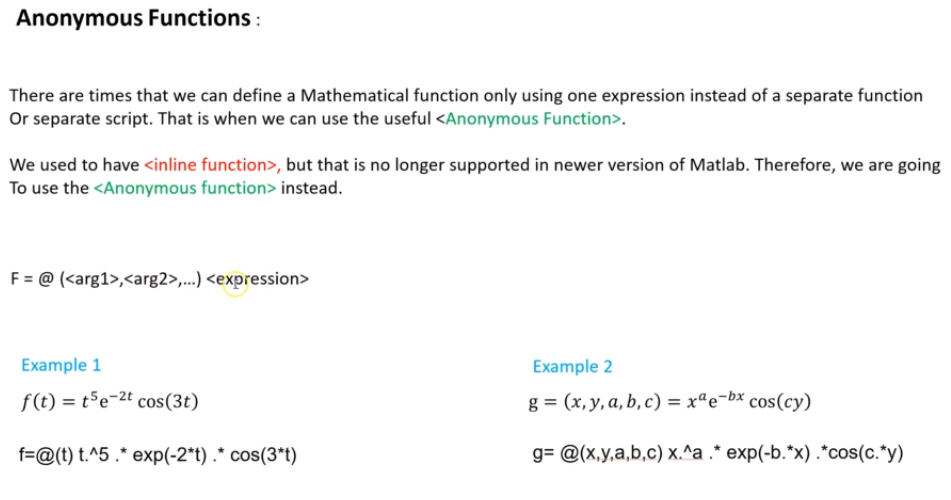 Anonymous Functions :
There are times that we can define a Mathematical function only using one expression instead of a separate function
Or separate script. That is when we can use the useful <Anonymous Function>.
We used to have <inline function>, but that is no longer supported in newer version of Matlab. Therefore, we are going
To use the <Anonymous function> instead.
F = @ (<arg1>,<arg2>,...) <expression>
Example 1
f(t) = t⁵e⁻²ᵗ cos(3t)
f=@(t) t.^5 .* exp(-2*t) .* cos(3*t)
Example 2
g = (x, y, a, b, c) = xᵃe⁻ᵇˣ cos(cy)
g= @(x,y,a,b,c) x.^a .* exp(-b.*x) .*cos(c.*y)